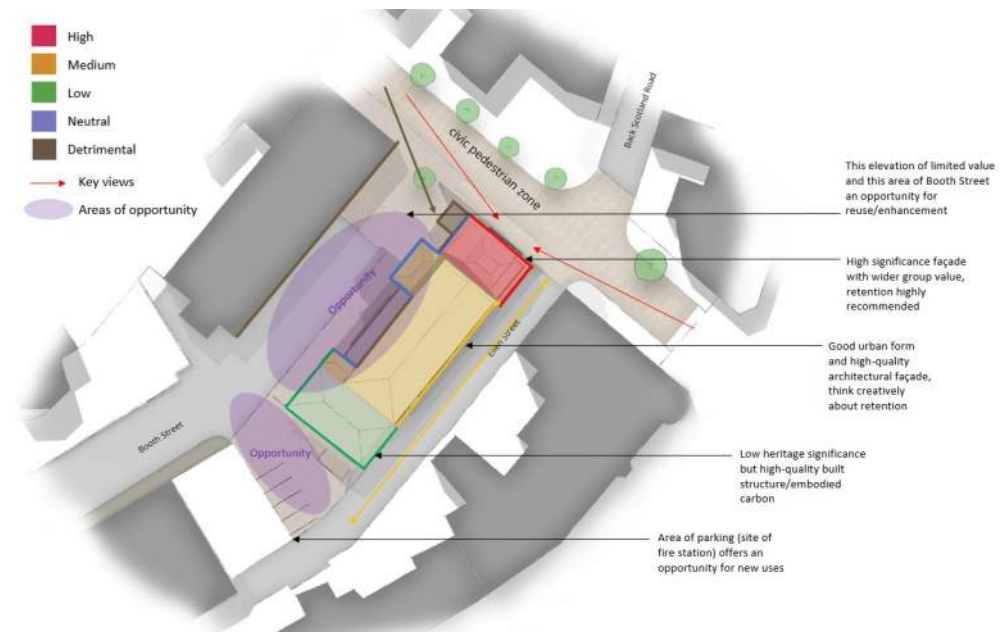 High
Medium
Low
Neutral
Detrimental
Key views
Areas of opportunity
civic pedestrian zone
Back Scotland Road
This elevation of limited value
and this area of Booth Street
an opportunity for
reuse/enhancement
High significance façade
with wider group value,
retention highly
recommended
Opportunity
Street
Good urban form
and high-quality
architectural façade,
think creatively
about retention
Booth Street
Opportunity
Low heritage significance
but high-quality built
structure/embodied
carbon
Area of parking (site of
fire station) offers an
opportunity for new uses